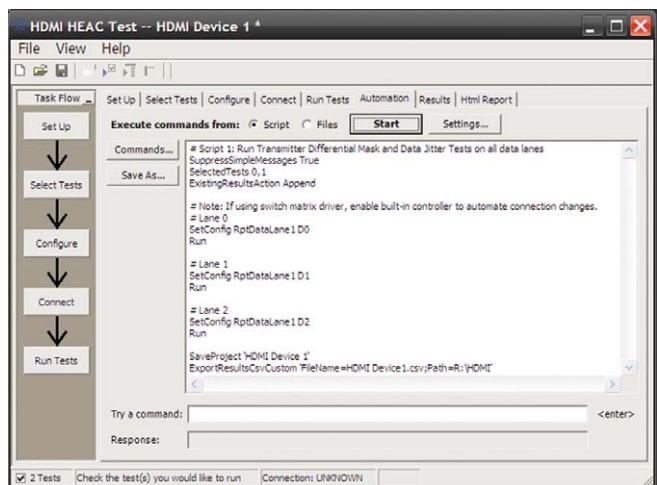 HDMI HEAC Test -- HDMI Device 1 *
File View Help
Task Flow
Set Up
Select Tests
Configure
Connect
Run Tests
Set Up Select Tests Configure Connect Run Tests Automation Results Html Report
Execute commands from: Script Files Start Settings...
Commands...
Save As...
# Script 1: Run Transmitter Differential Mask and Data Jitter Tests on all data lanes
SuppressSimpleMessages True
SelectedTests 0,1
ExistingResultsAction Append
# Note: If using switch matrix driver, enable built-in controller to automate connection changes.
# Lane 0
SetConfig RptDataLane1 D0
Run
# Lane 1
SetConfig RptDataLane1 D1
Run
# Lane 2
SetConfig RptDataLane1 D2
Run
SaveProject 'HDMI Device 1'
ExportResultsCsvCustom 'FileName=HDMI Device1.csv;Path=R:\HDMI'
Try a command: <enter>
Response:
2 Tests Check the test(s) you would like to run Connection: UNKNOWN